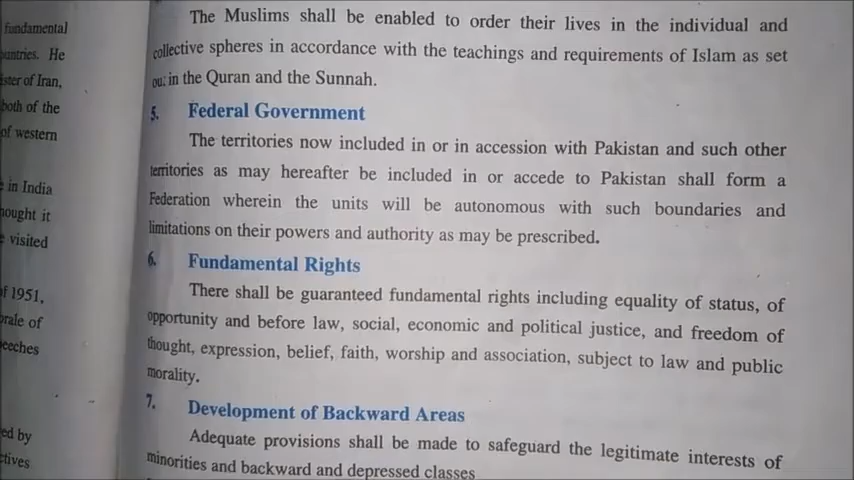 fundamental
ountries. He
ister of Iran,
both of the
of western
in India
hought it
visited
of 1951,
orale of
peeches
ed by
ctives
The Muslims shall be enabled to order their lives in the individual and
collective spheres in accordance with the teachings and requirements of Islam as set
out in the Quran and the Sunnah.
5. Federal Government
The territories now included in or in accession with Pakistan and such other
territories as may hereafter be included in or accede to Pakistan shall form a
Federation wherein the units will be autonomous with such boundaries and
limitations on their powers and authority as may be prescribed.
6. Fundamental Rights
There shall be guaranteed fundamental rights including equality of status, of
opportunity and before law, social, economic and political justice, and freedom of
thought, expression, belief, faith, worship and association, subject to law and public
morality.
7. Development of Backward Areas
Adequate provisions shall be made to safeguard the legitimate interests of
minorities and backward and depressed classes